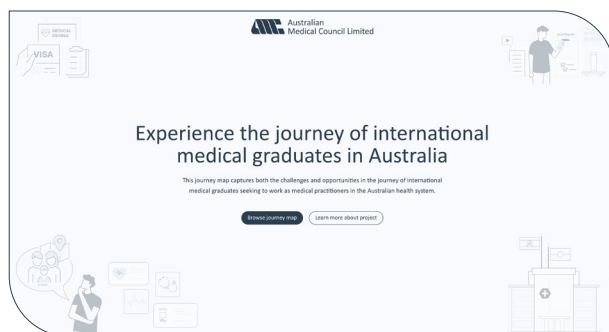 Australian
Medical Council Limited
MEDICAL
DEGREE
VISA
Experience the journey of international
medical graduates in Australia
This journey map captures both the challenges and opportunities in the journey of international
medical graduates seeking to work as medical practitioners in the Australian health system.
Browse journey map
Learn more about project